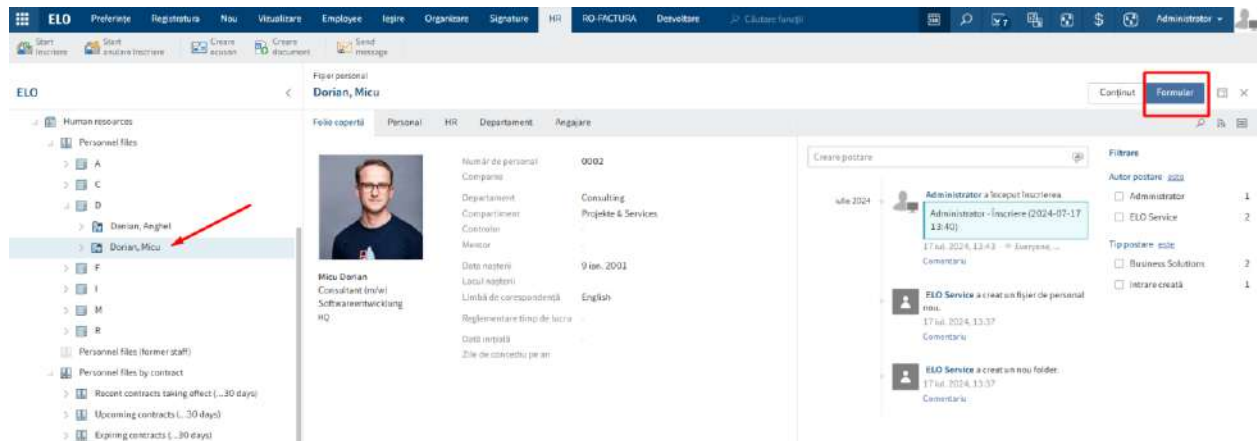 ELO Preferințe Registratura Nou Vizualizare Employee Ieșire Organizare Signature HR RO-FACTURA Dezvoltare Căutare funcții 7 $ Administrator
Start înscriere Start anulare înscriere Creare Creare document Send message
ELO
Fișier personal
Dorian, Micu
Conținut Formular
Folie copertă Personal HR Departament Angajare
Human resources
Personnel files
A
C
D
Danian, Anghel
Dorian, Micu
F
I
M
R
Personnel files (former staff)
Personnel files by contract
Recent contracts taking effect (...30 days)
Upcoming contracts (...30 days)
Expiring contracts (...30 days)
Micu Dorian
Consultant (m/w)
Softwareentwicklung
HQ
Număr de personal 0002
Companie
Departament Consulting
Compartiment Projekte & Services
Controlor -
Mentor -
Data nașterii 9 ian. 2001
Locul nașterii -
Limbă de corespondență English
Reglementare timp de lucru -
Dată inițială -
Zile de concediu pe an
Creare postare
iulie 2024
Administrator a început înscrierea
Administrator - Înscriere (2024-07-17
13:40)
17 iul. 2024, 13:43 Everyone, ...
Comentariu
ELO Service a creat un fișier de personal
nou.
17 iul. 2024, 13:37
Comentariu
ELO Service a creat un nou folder.
17 iul. 2024, 13:37
Comentariu
Filtrare
Autor postare este
Administrator 1
ELO Service 2
Tip postare este
Business Solutions 2
Intrare creată 1